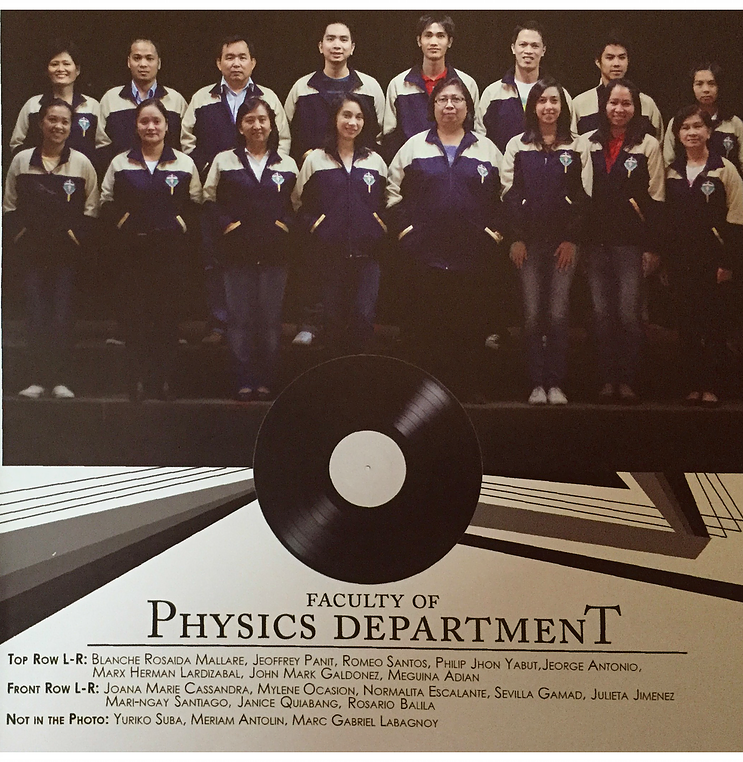 FACULTY OF
PHYSICS DEPARTMENT
TOP ROW L-R: BLANCHE ROSAIDA MALLARE, JEOFFREY PANIT, ROMEO SANTOS, PHILIP JHON YABUT,JEORGE ANTONIO,
MARX HERMAN LARDIZABAL, JOHN MARK GALDONEZ, MEGUINA ADIAN
FRONT ROW L-R: JOANA MARIE CASSANDRA, MYLENE OCASION, NORMALITA ESCALANTE, SEVILLA GAMAD, JULIETA JIMENEZ
MARI-NGAY SANTIAGO, JANICE QUIABANG, ROSARIO BALILA
NOT IN THE PHOTO: YURIKO SUBA, MERIAM ANTOLIN, MARC GABRIEL LABAGNOY